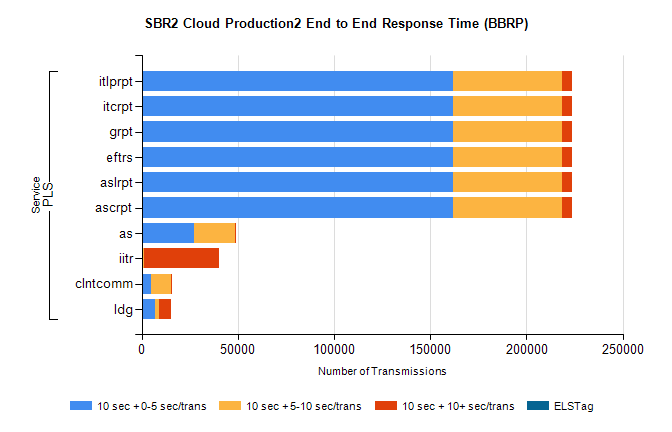 SBR2 Cloud Production2 End to End Response Time (BBRP)
Service
PLS
itlprpt
itcrpt
grpt
eftrs
aslrpt
ascrpt
as
iitr
clntcomm
ldg
0 50000 100000 150000 200000 250000
Number of Transmissions
10 sec +0-5 sec/trans 10 sec +5-10 sec/trans 10 sec + 10+ sec/trans ELSTag